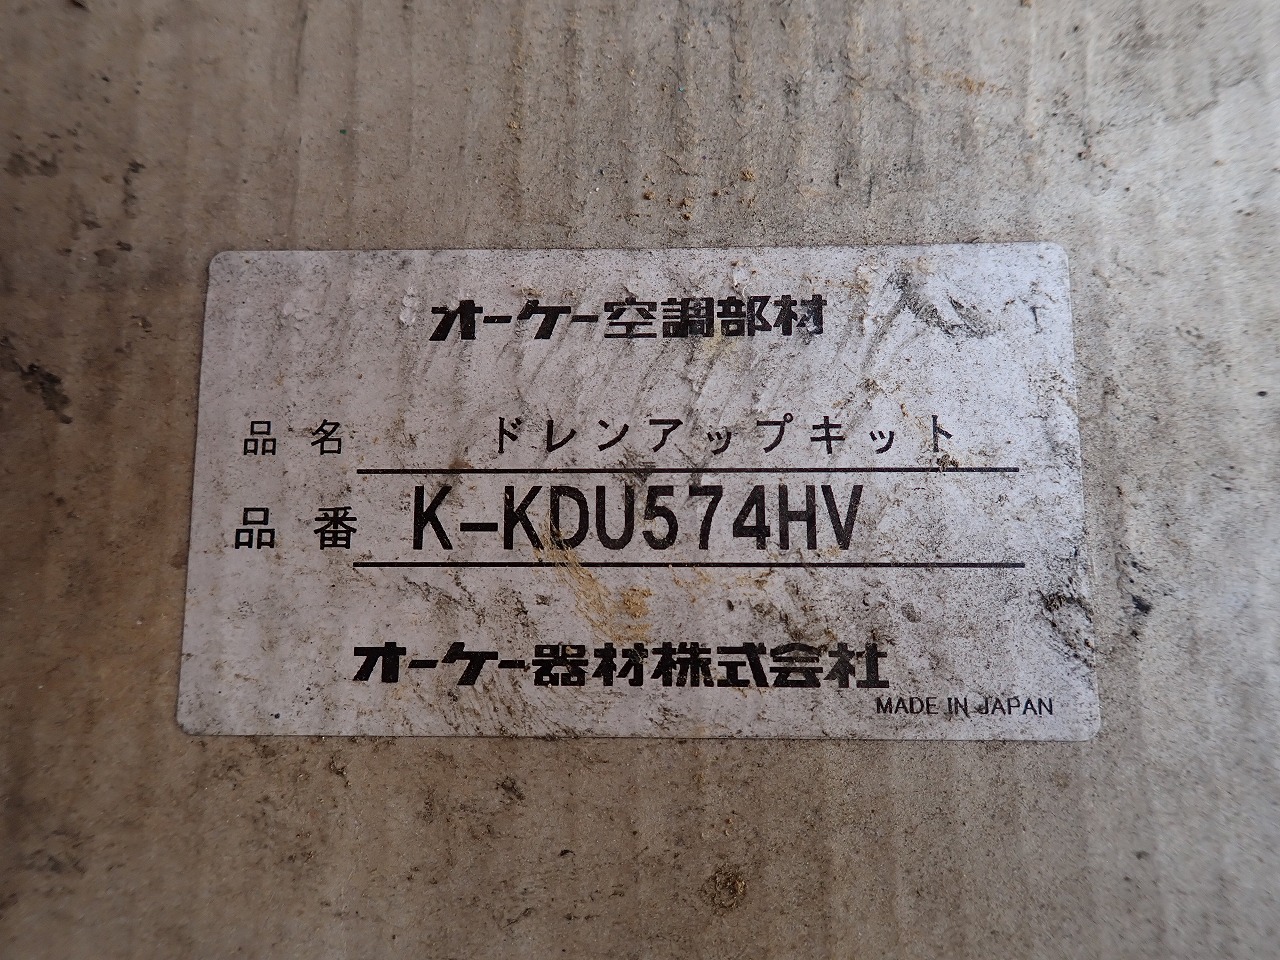 オーケー空調部材
品名 ドレンアップキット
品番 K-KDU574HV
オーケー器材株式会社
MADE IN JAPAN